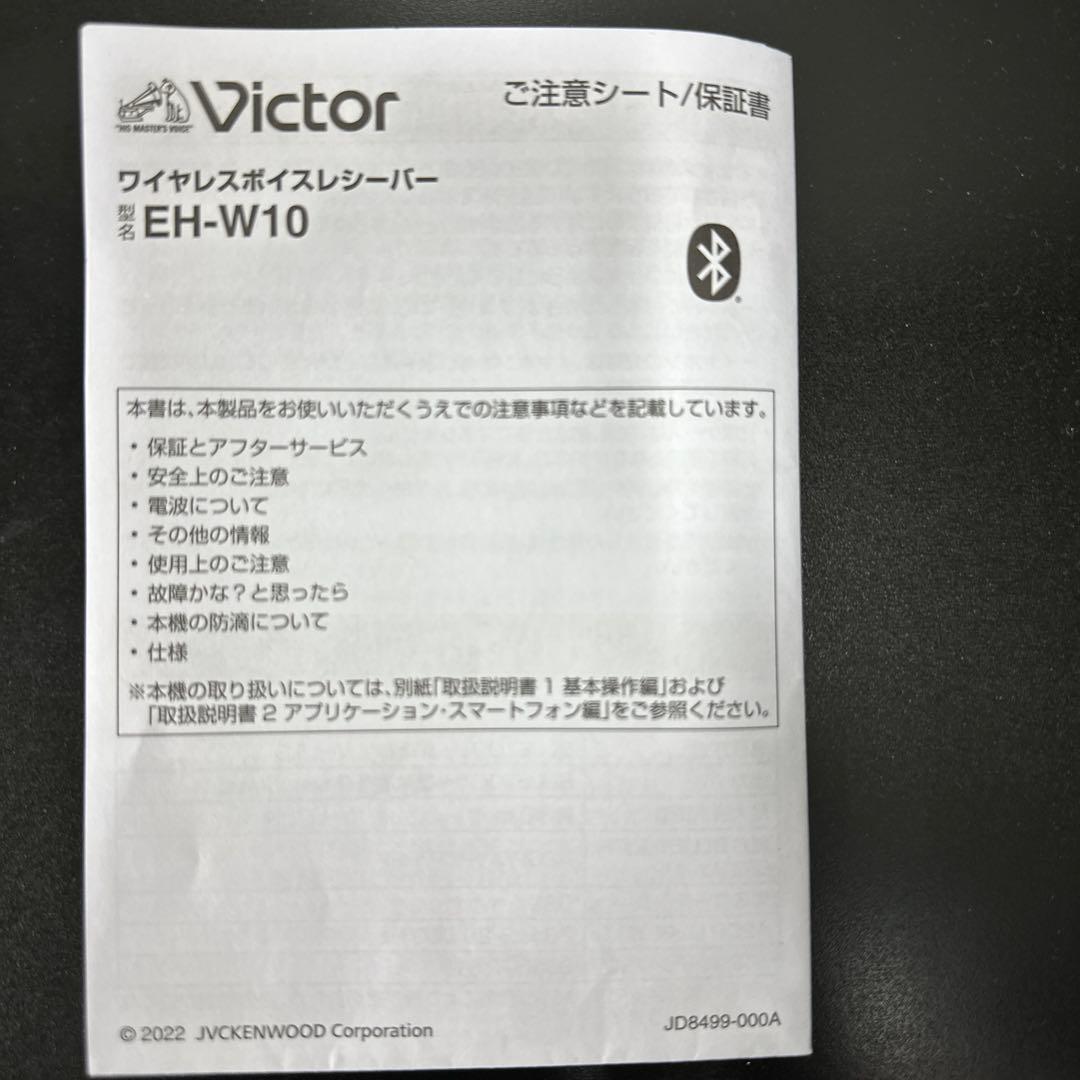 Victor
"HIS MASTER'S VOICE"
ご注意シート/保証書
ワイヤレスボイスレシーバー
型名 EH-W10
本書は、本製品をお使いいただくうえでの注意事項などを記載しています。
・保証とアフターサービス
・安全上のご注意
・電波について
・その他の情報
・使用上のご注意
・故障かな?と思ったら
・本機の防滴について
・仕様
※本機の取り扱いについては、別紙「取扱説明書 1 基本操作編」および
「取扱説明書 2 アプリケーション・スマートフォン編」をご参照ください。
© 2022 JVCKENWOOD Corporation
JD8499-000A